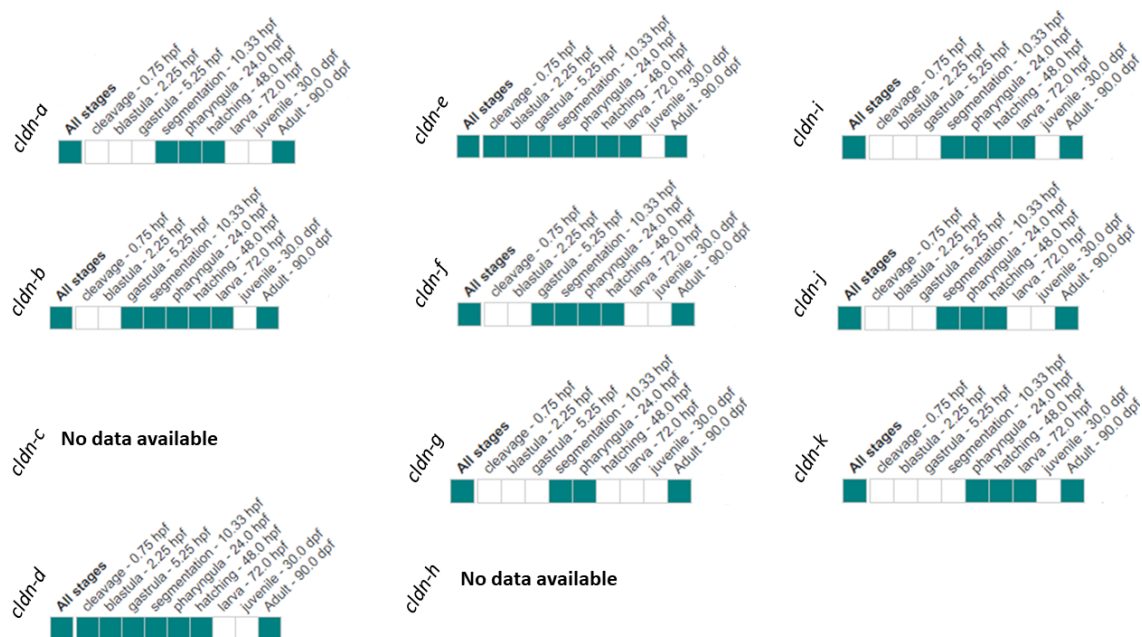 cldn-a
All stages
cleavage - 0.75 hpf
blastula - 2.25 hpf
gastrula - 5.25 hpf
segmentation - 10.33 hpf
pharyngula - 24.0 hpf
hatching - 48.0 hpf
larva - 72.0 hpf
juvenile - 30.0 dpf
Adult - 90.0 dpf
cldn-e
All stages
cleavage - 0.75 hpf
blastula - 2.25 hpf
gastrula - 5.25 hpf
segmentation - 10.33 hpf
pharyngula - 24.0 hpf
hatching - 48.0 hpf
larva - 72.0 hpf
juvenile - 30.0 dpf
Adult - 90.0 dpf
cldn-i
All stages
cleavage - 0.75 hpf
blastula - 2.25 hpf
gastrula - 5.25 hpf
segmentation - 10.33 hpf
pharyngula - 24.0 hpf
hatching - 48.0 hpf
larva - 72.0 hpf
juvenile - 30.0 dpf
Adult - 90.0 dpf
cldn-b
All stages
cleavage - 0.75 hpf
blastula - 2.25 hpf
gastrula - 5.25 hpf
segmentation - 10.33 hpf
pharyngula - 24.0 hpf
hatching - 48.0 hpf
larva - 72.0 hpf
juvenile - 30.0 dpf
Adult - 90.0 dpf
cldn-f
All stages
cleavage - 0.75 hpf
blastula - 2.25 hpf
gastrula - 5.25 hpf
segmentation - 10.33 hpf
pharyngula - 24.0 hpf
hatching - 48.0 hpf
larva - 72.0 hpf
juvenile - 30.0 dpf
Adult - 90.0 dpf
cldn-j
All stages
cleavage - 0.75 hpf
blastula - 2.25 hpf
gastrula - 5.25 hpf
segmentation - 10.33 hpf
pharyngula - 24.0 hpf
hatching - 48.0 hpf
larva - 72.0 hpf
juvenile - 30.0 dpf
Adult - 90.0 dpf
cldn-c
No data available
cldn-g
All stages
cleavage - 0.75 hpf
blastula - 2.25 hpf
gastrula - 5.25 hpf
segmentation - 10.33 hpf
pharyngula - 24.0 hpf
hatching - 48.0 hpf
larva - 72.0 hpf
juvenile - 30.0 dpf
Adult - 90.0 dpf
cldn-k
All stages
cleavage - 0.75 hpf
blastula - 2.25 hpf
gastrula - 5.25 hpf
segmentation - 10.33 hpf
pharyngula - 24.0 hpf
hatching - 48.0 hpf
larva - 72.0 hpf
juvenile - 30.0 dpf
Adult - 90.0 dpf
cldn-d
All stages
cleavage - 0.75 hpf
blastula - 2.25 hpf
gastrula - 5.25 hpf
segmentation - 10.33 hpf
pharyngula - 24.0 hpf
hatching - 48.0 hpf
larva - 72.0 hpf
juvenile - 30.0 dpf
Adult - 90.0 dpf
cldn-h
No data available